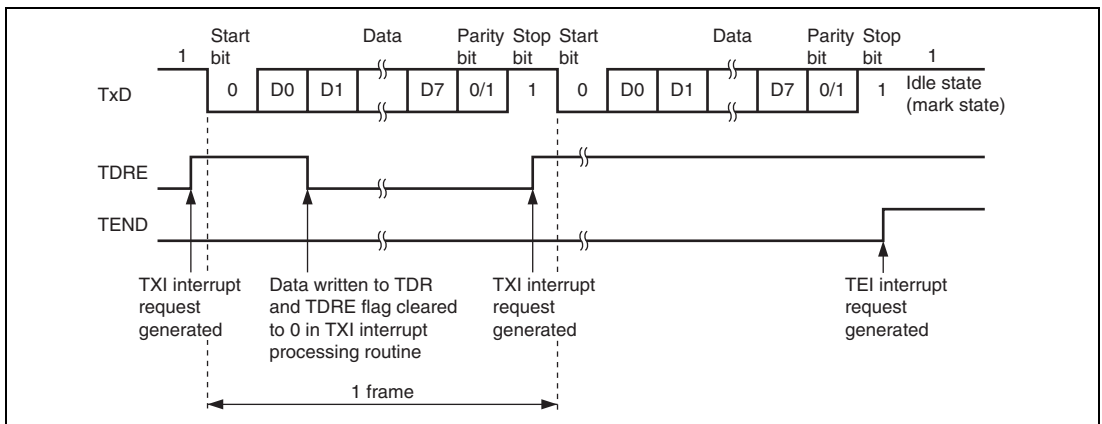 Start bit Data Parity bit Stop bit Start bit Data Parity bit Stop bit
1 1
TxD 0 D0 D1 D7 0/1 1 0 D0 D1 D7 0/1 1 Idle state (mark state)
TDRE
TEND
TXI interrupt request generated
Data written to TDR and TDRE flag cleared to 0 in TXI interrupt processing routine
TXI interrupt request generated
TEI interrupt request generated
1 frame